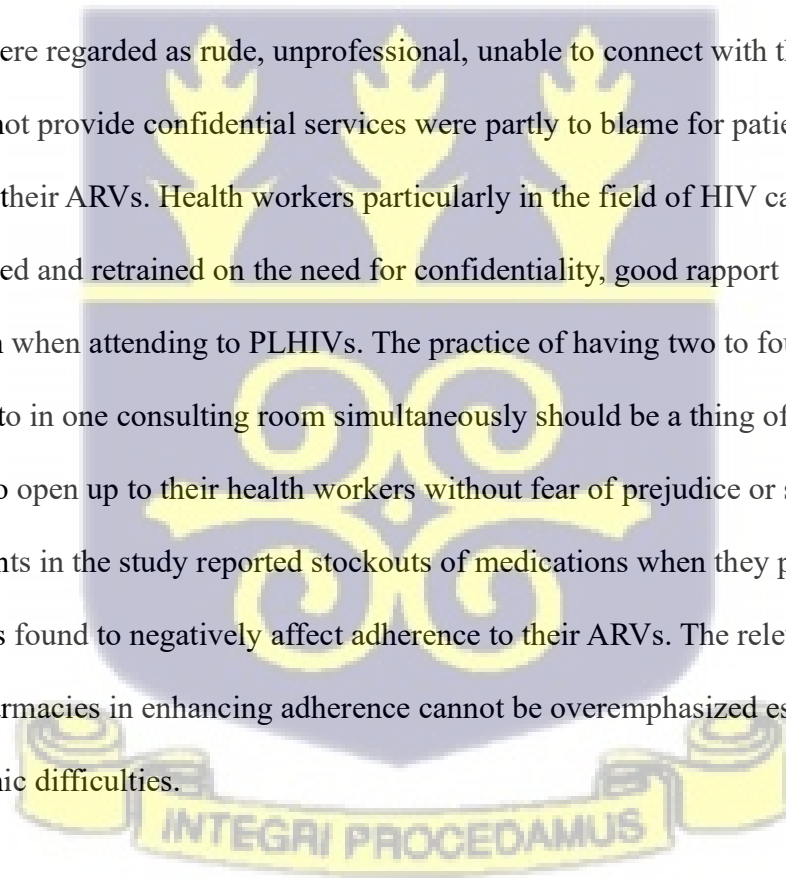 ere regarded as rude, unprofessional, unable to connect with t
not provide confidential services were partly to blame for patie
their ARVs. Health workers particularly in the field of HIV ca
ed and retrained on the need for confidentiality, good rapport
when attending to PLHIVs. The practice of having two to fou
to in one consulting room simultaneously should be a thing of
o open up to their health workers without fear of prejudice or s
nts in the study reported stockouts of medications when they p
s found to negatively affect adherence to their ARVs. The rele
rmacies in enhancing adherence cannot be overemphasized es
ic difficulties.
INTEGRI PROCEDAMUS